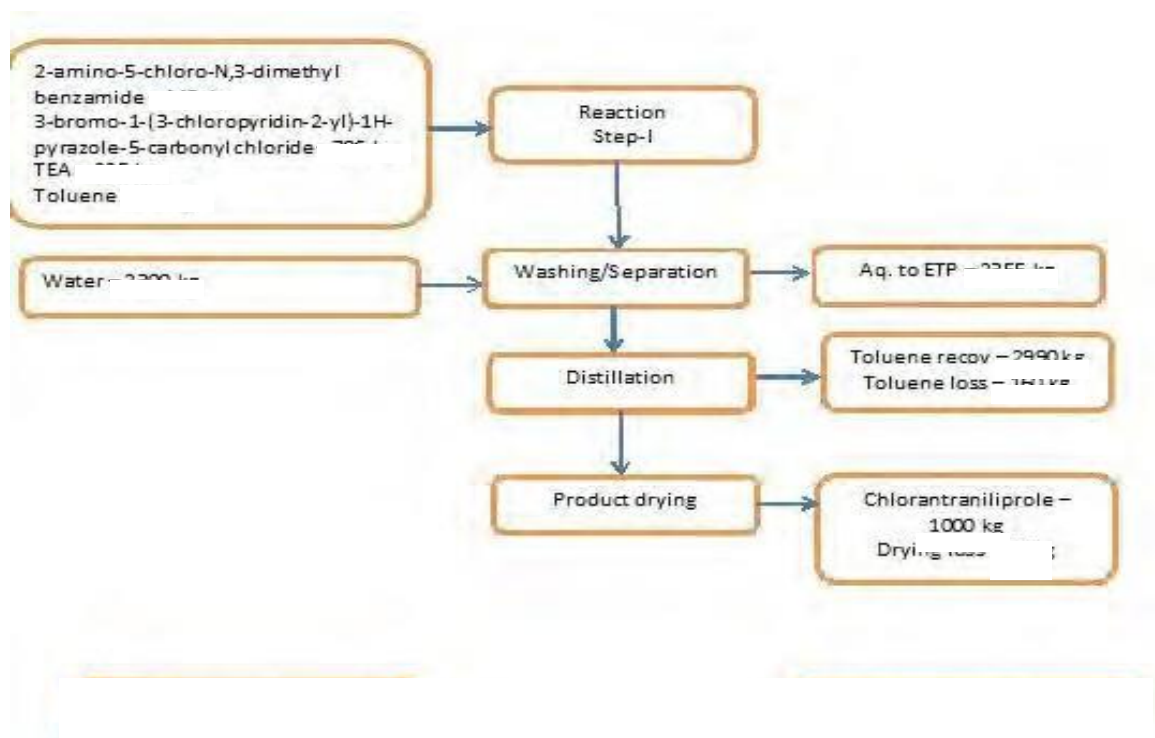 2-amino-5-chloro-N,3-dimethyl
benzamide
3-bromo-1-(3-chloropyridin-2-yl)-1H-
pyrazole-5-carbonyl chloride
TEA
Toluene
Reaction
Step-I
Water –
Washing/Separation
Aq. to ETP –
Distillation
Toluene recov – 2990 kg
Toluene loss –
Product drying
Chlorantraniliprole –
1000 kg